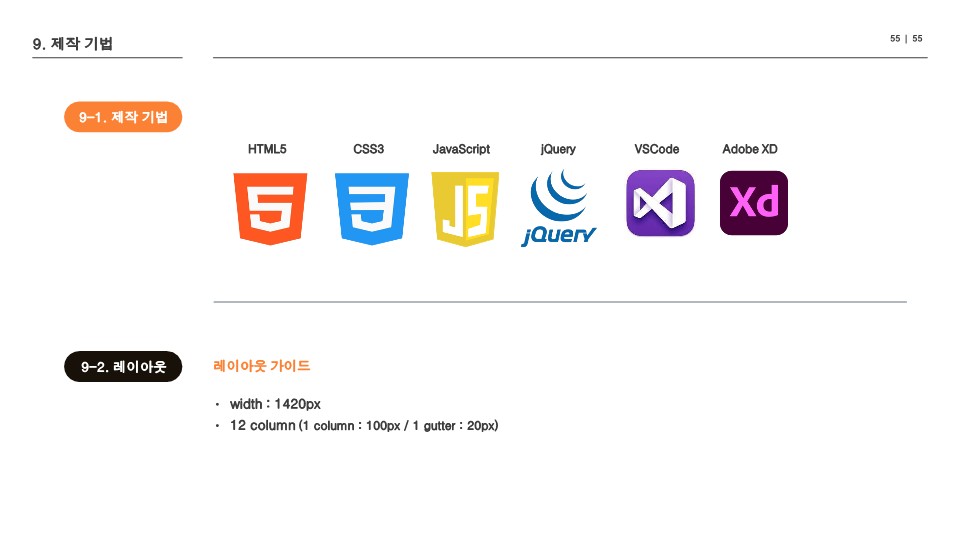 9. 제작 기법
55 | 55
9-1. 제작 기법
HTML5 CSS3 JavaScript jQuery VSCode Adobe XD
JS jQuery Xd
9-2. 레이아웃
레이아웃 가이드
• width : 1420px
• 12 column (1 column : 100px / 1 gutter : 20px)